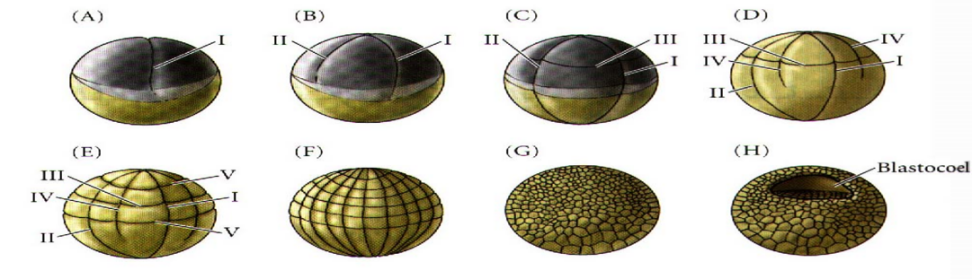 (A) (B) (C) (D)
I
II I
II III I
III IV IV I II
(E) (F) (G) (H)
III V IV I II V
Blastocoel